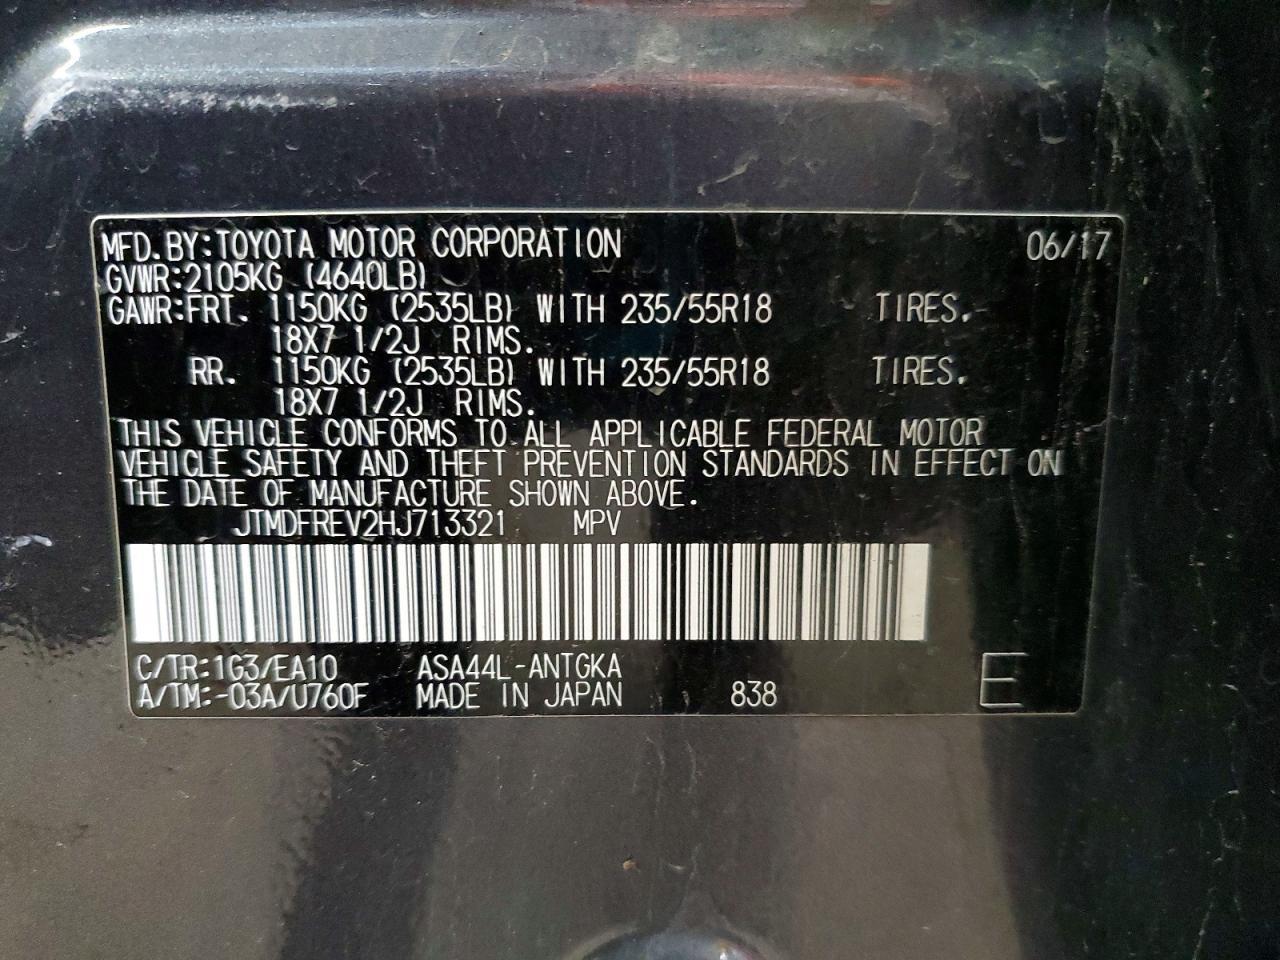 MFD.BY:TOYOTA MOTOR CORPORATION 06/17
GVWR:2105KG (4640LB)
GAWR:FRT. 1150KG (2535LB) WITH 235/55R18 TIRES.
18X7 1/2J RIMS.
RR. 1150KG (2535LB) WITH 235/55R18 TIRES.
18X7 1/2J RIMS.
THIS VEHICLE CONFORMS TO ALL APPLICABLE FEDERAL MOTOR
VEHICLE SAFETY AND THEFT PREVENTION STANDARDS IN EFFECT ON
THE DATE OF MANUFACTURE SHOWN ABOVE.
JTMDFREV2HJ713321 MPV
C/TR:1G3/EA10 ASA44L-ANTGKA
A/TM:-03A/U760F MADE IN JAPAN 838 E